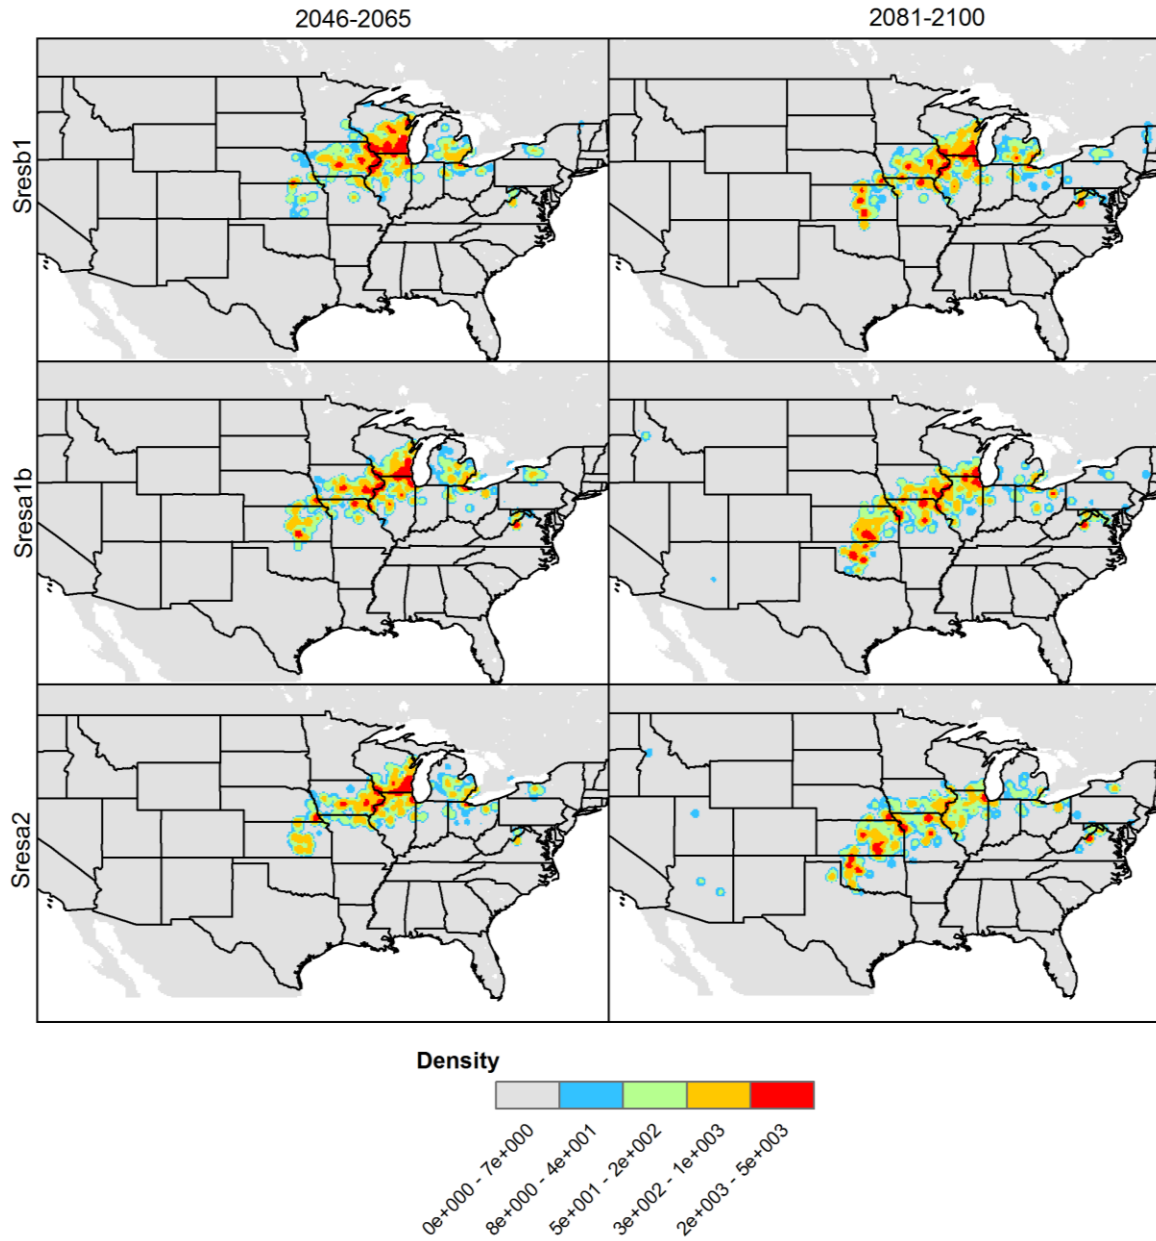 2046-2065
2081-2100
Sresb1
Sresa1b
Sresa2
Density
0e+000 - 7e+000
8e+000 - 4e+001
5e+001 - 2e+002
3e+002 - 1e+003
2e+003 - 5e+003